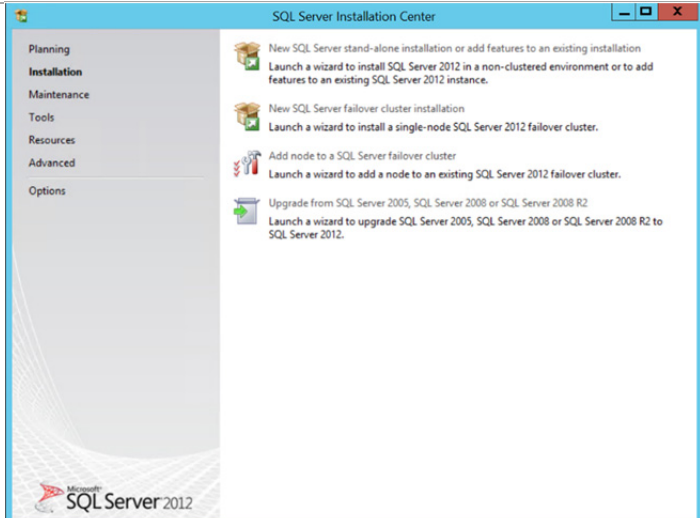 SQL Server Installation Center
Planning
Installation
Maintenance
Tools
Resources
Advanced
Options
New SQL Server stand-alone installation or add features to an existing installation
Launch a wizard to install SQL Server 2012 in a non-clustered environment or to add
features to an existing SQL Server 2012 instance.
New SQL Server failover cluster installation
Launch a wizard to install a single-node SQL Server 2012 failover cluster.
Add node to a SQL Server failover cluster
Launch a wizard to add a node to an existing SQL Server 2012 failover cluster.
Upgrade from SQL Server 2005, SQL Server 2008 or SQL Server 2008 R2
Launch a wizard to upgrade SQL Server 2005, SQL Server 2008 or SQL Server 2008 R2 to
SQL Server 2012.
Microsoft
SQL Server 2012